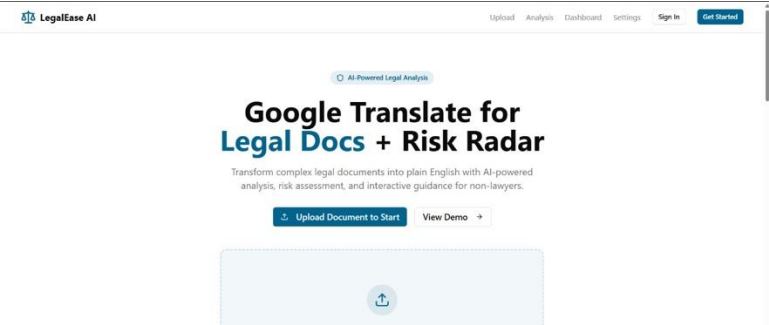 LegalEase AI
Upload Analysis Dashboard Settings Sign In Get Started
AI-Powered Legal Analysis
Google Translate for
Legal Docs + Risk Radar
Transform complex legal documents into plain English with AI-powered
analysis, risk assessment, and interactive guidance for non-lawyers.
Upload Document to Start View Demo →